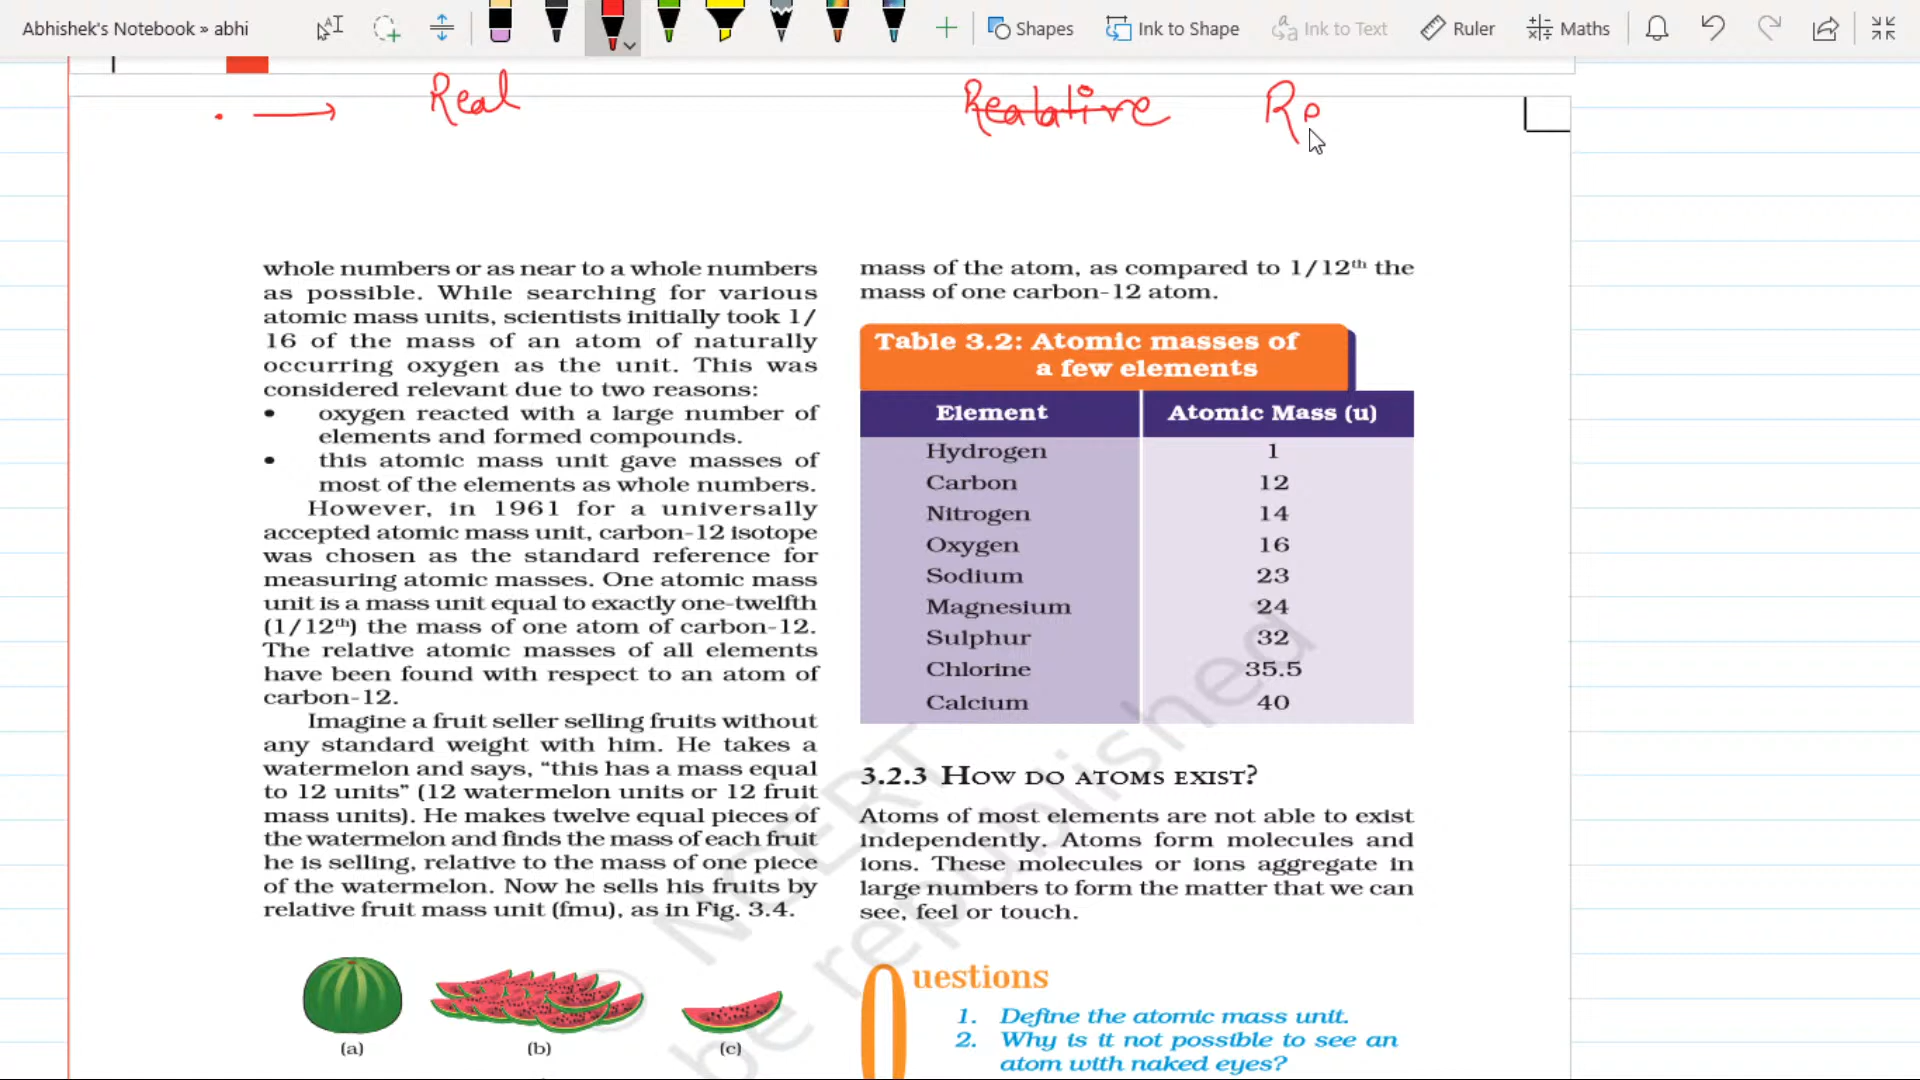 Abhishek's Notebook » abhi
Shapes
Ink to Shape
Ink to Text
Ruler
Maths
Real
Realative
Re
whole numbers or as near to a whole numbers
as possible. While searching for various
atomic mass units, scientists initially took 1/
16 of the mass of an atom of naturally
occurring oxygen as the unit. This was
considered relevant due to two reasons:
• oxygen reacted with a large number of
elements and formed compounds.
• this atomic mass unit gave masses of
most of the elements as whole numbers.
However, in 1961 for a universally
accepted atomic mass unit, carbon-12 isotope
was chosen as the standard reference for
measuring atomic masses. One atomic mass
unit is a mass unit equal to exactly one-twelfth
(1/12th) the mass of one atom of carbon-12.
The relative atomic masses of all elements
have been found with respect to an atom of
carbon-12.
Imagine a fruit seller selling fruits without
any standard weight with him. He takes a
watermelon and says, “this has a mass equal
to 12 units” (12 watermelon units or 12 fruit
mass units). He makes twelve equal pieces of
the watermelon and finds the mass of each fruit
he is selling, relative to the mass of one piece
of the watermelon. Now he sells his fruits by
relative fruit mass unit (fmu), as in Fig. 3.4.
(a) (b) (c)
mass of the atom, as compared to 1/12th the
mass of one carbon-12 atom.
Table 3.2: Atomic masses of
a few elements
Element Atomic Mass (u)
Hydrogen 1
Carbon 12
Nitrogen 14
Oxygen 16
Sodium 23
Magnesium 24
Sulphur 32
Chlorine 35.5
Calcium 40
3.2.3 HOW DO ATOMS EXIST?
Atoms of most elements are not able to exist
independently. Atoms form molecules and
ions. These molecules or ions aggregate in
large numbers to form the matter that we can
see, feel or touch.
Questions
1. Define the atomic mass unit.
2. Why is it not possible to see an
atom with naked eyes?
© NCERT
be republished